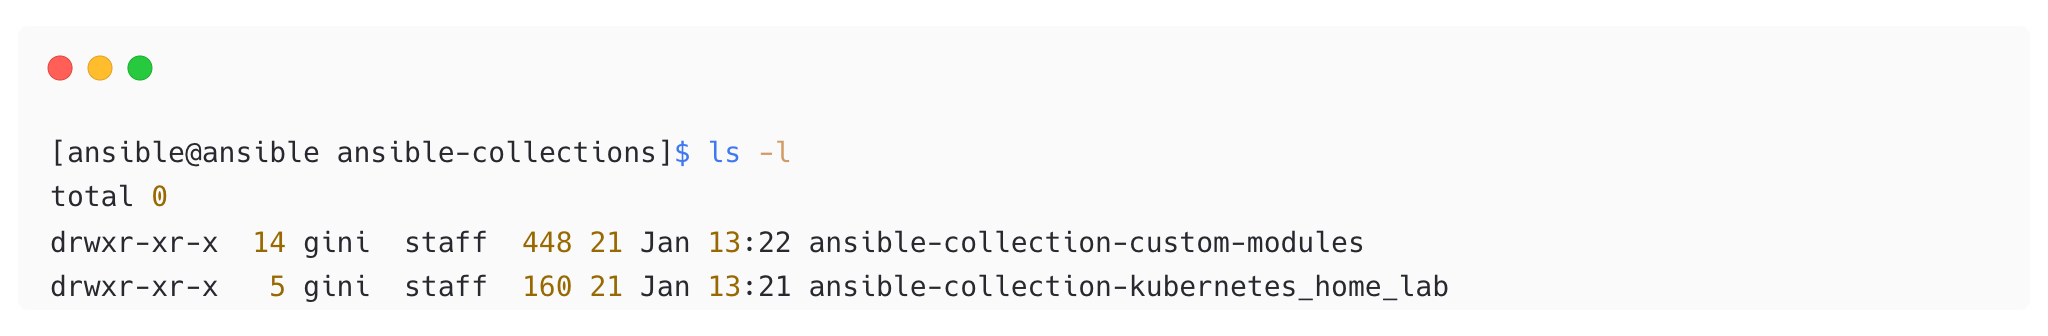 [ansible@ansible ansible-collections]$ ls -l
total 0
drwxr-xr-x  14 gini  staff  448 21 Jan 13:22 ansible-collection-custom-modules
drwxr-xr-x   5 gini  staff  160 21 Jan 13:21 ansible-collection-kubernetes_home_lab